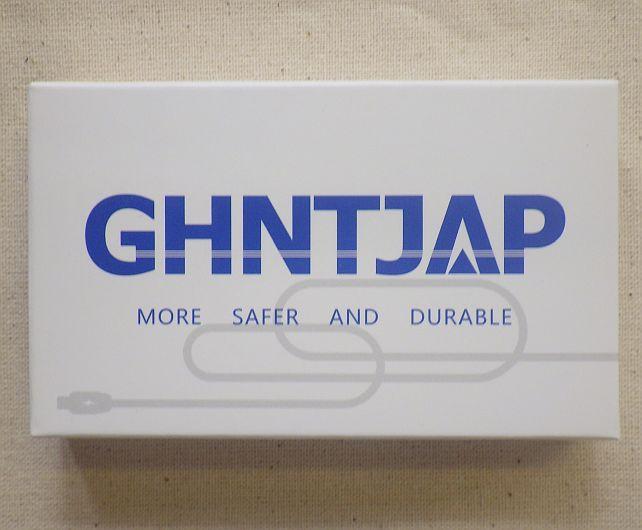 GHNTJAP
MORE SAFER AND DURABLE